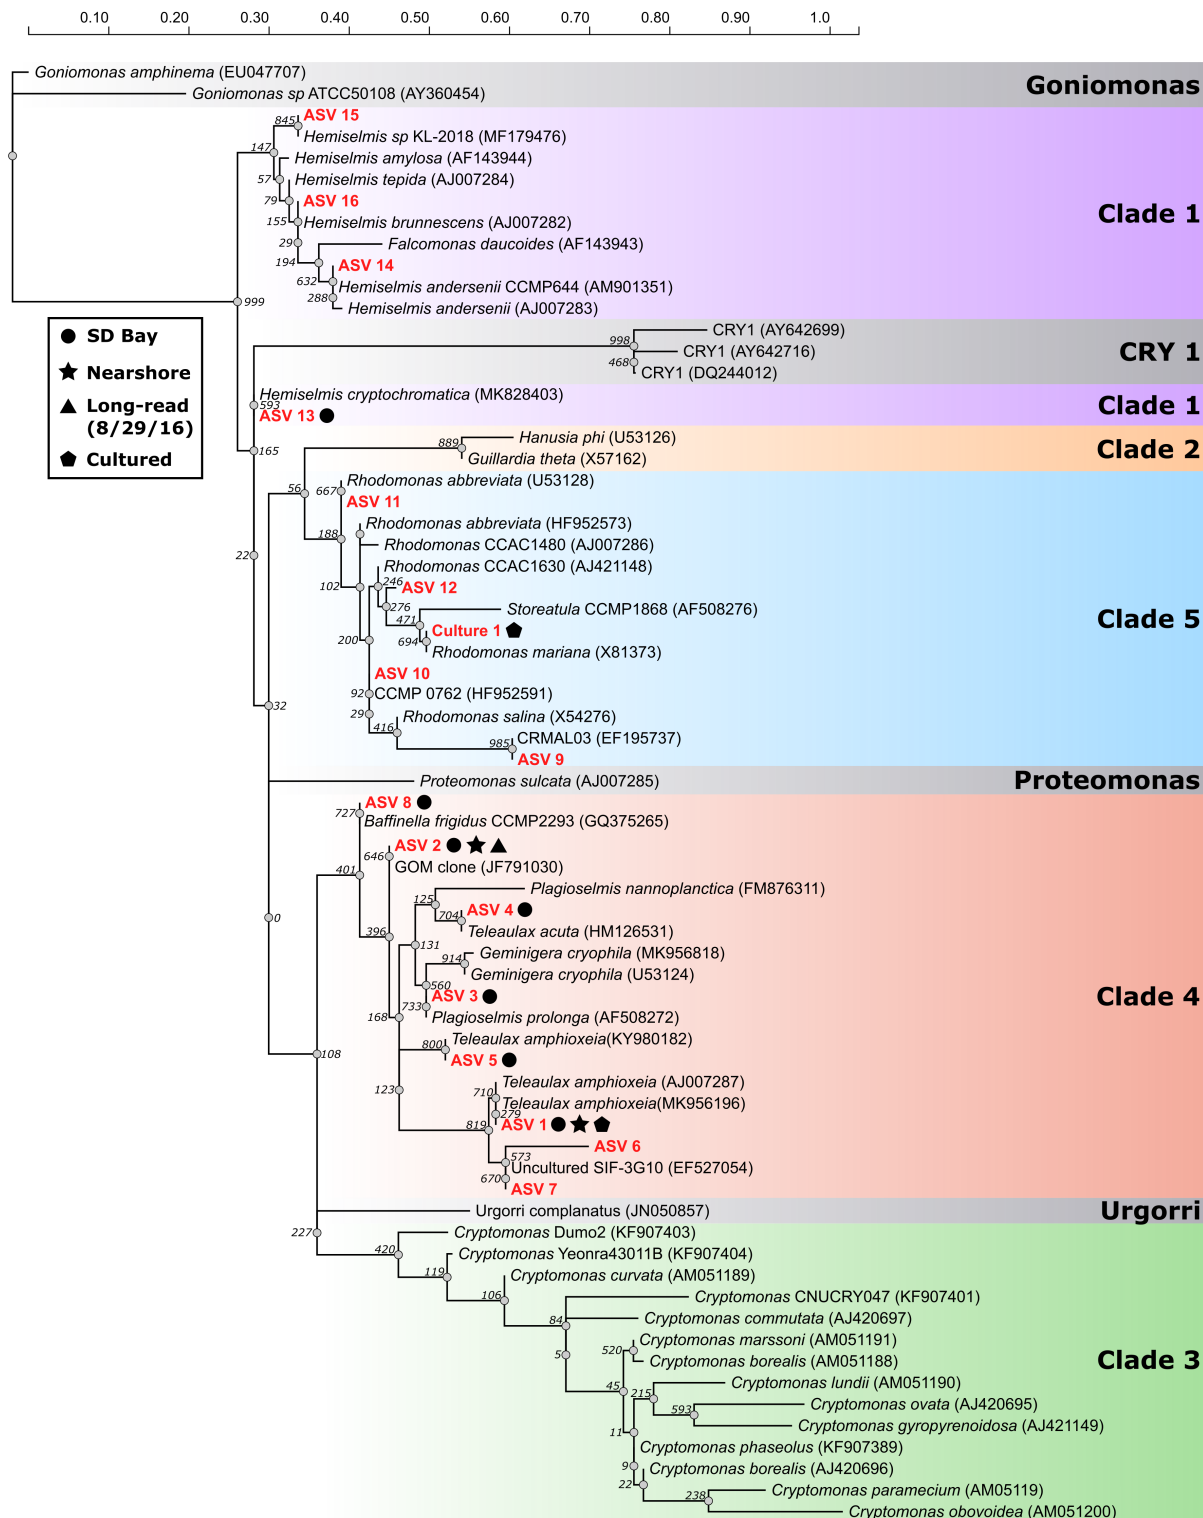 0.10 0.20 0.30 0.40 0.50 0.60 0.70 0.80 0.90 1.0
Goniomonas amphinema (EU047707)
Goniomonas
Goniomonas sp ATCC50108 (AY360454)
ASV 15
845
Hemiselmis sp KL-2018 (MF179476)
147
Hemiselmis amylosa (AF143944)
57
Hemiselmis tepida (AJ007284)
79
ASV 16
Clade 1
155
Hemiselmis brunnescens (AJ007282)
29
Falcomonas daucoides (AF143943)
194
ASV 14
632
Hemiselmis andersenii CCMP644 (AM901351)
288
Hemiselmis andersenii (AJ007283)
999
SD Bay
Nearshore
Long-read
(8/29/16)
Cultured
CRY1 (AY642699)
998
CRY1 (AY642716)
CRY 1
468
CRY1 (DQ244012)
Hemiselmis cryptochromatica (MK828403)
593
Clade 1
ASV 13
165
Hanusia phi (U53126)
889
Clade 2
Guillardia theta (X57162)
56
Rhodomonas abbreviata (U53128)
667
ASV 11
Rhodomonas abbreviata (HF952573)
188
Rhodomonas CCAC1480 (AJ007286)
22
Rhodomonas CCAC1630 (AJ421148)
102
246
ASV 12
276
Storeatula CCMP1868 (AF508276)
471
Clade 5
Culture 1
200
694
Rhodomonas mariana (X81373)
ASV 10
92
CCMP 0762 (HF952591)
32
29
Rhodomonas salina (X54276)
416
CRMAL03 (EF195737)
985
ASV 9
Proteomonas sulcata (AJ007285)
Proteomonas
ASV 8
727
Baffinella frigidus CCMP2293 (GQ375265)
ASV 2
646
GOM clone (JF791030)
401
Plagioselmis nannoplanctica (FM876311)
125
ASV 4
704
0
Teleaulax acuta (HM126531)
396
131
Geminigera cryophila (MK956818)
914
Geminigera cryophila (U53124)
560
ASV 3
Clade 4
733
Plagioselmis prolonga (AF508272)
168
Teleaulax amphioxeia(KY980182)
800
108
ASV 5
Teleaulax amphioxeia (AJ007287)
123
710
Teleaulax amphioxeia(MK956196)
279
ASV 1
819
ASV 6
573
Uncultured SIF-3G10 (EF527054)
670
ASV 7
Urgorri complanatus (JN050857)
Urgorri
227
Cryptomonas Dumo2 (KF907403)
420
Cryptomonas Yeonra43011B (KF907404)
119
Cryptomonas curvata (AM051189)
106
Cryptomonas CNUCRY047 (KF907401)
84
Cryptomonas commutata (AJ420697)
Cryptomonas marssoni (AM051191)
520
5
Cryptomonas borealis (AM051188)
Clade 3
Cryptomonas lundii (AM051190)
45
215
Cryptomonas ovata (AJ420695)
593
Cryptomonas gyropyrenoidosa (AJ421149)
11
Cryptomonas phaseolus (KF907389)
9
Cryptomonas borealis (AJ420696)
22
Cryptomonas paramecium (AM05119)
238
Cryptomonas obovoidea (AM051200)